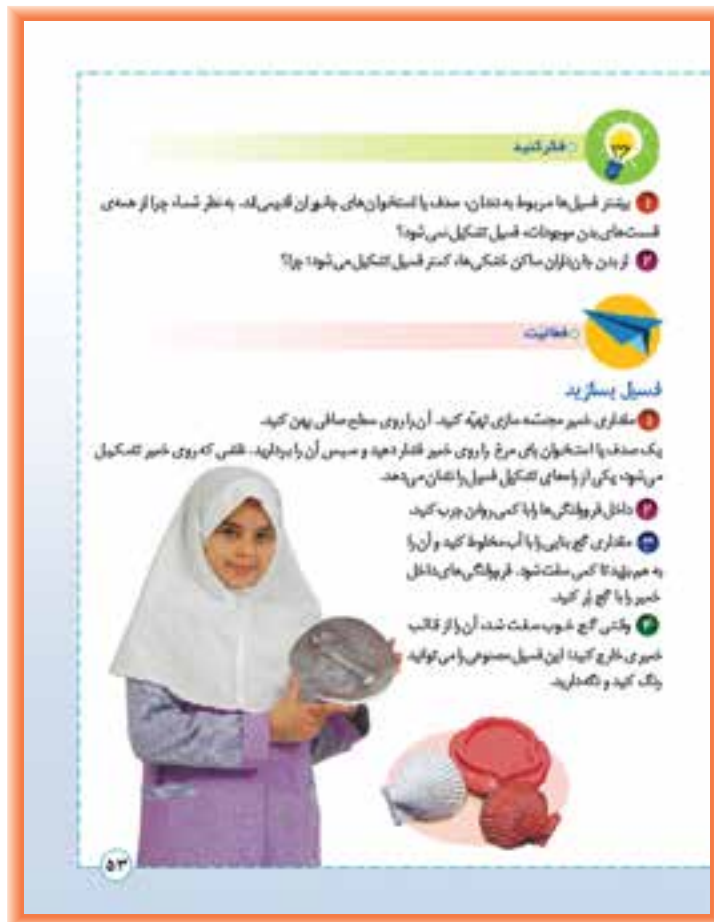 فکر کنید
۱ بیشتر فسیل‌ها مربوط به دندان، صدف یا استخوان‌های جانوران قدیمی‌اند. به نظر شما، چرا از همه‌ی
قسمت‌های بدن موجودات، فسیل تشکیل نمی‌شود؟
۲ از بدن جان‌داران ساکن خشکی‌ها، کمتر فسیل تشکیل می‌شود؛ چرا؟
فعالیت
فسیل بسازید
۱ مقداری خمیر مجسّمه سازی تهیّه کنید. آن را روی سطح صافی پهن کنید.
یک صدف یا استخوان پای مرغ را روی خمیر فشار دهید و سپس آن را بردارید. نقشی که روی خمیر تشکیل
می‌شود، یکی از راه‌های تشکیل فسیل را نشان می‌دهد.
۲ داخل فرورفتگی‌ها را با کمی روغن چرب کنید.
۳ مقداری گچ بنایی را با آب مخلوط کنید و آن را
به هم بزنید تا کمی سفت شود. فرورفتگی‌های داخل
خمیر را با گچ پُر کنید.
۴ وقتی گچ خوب سفت شد، آن را از قالب
خمیری خارج کنید؛ این فسیل مصنوعی را می‌توانید
رنگ کنید و نگه دارید.
۵۳